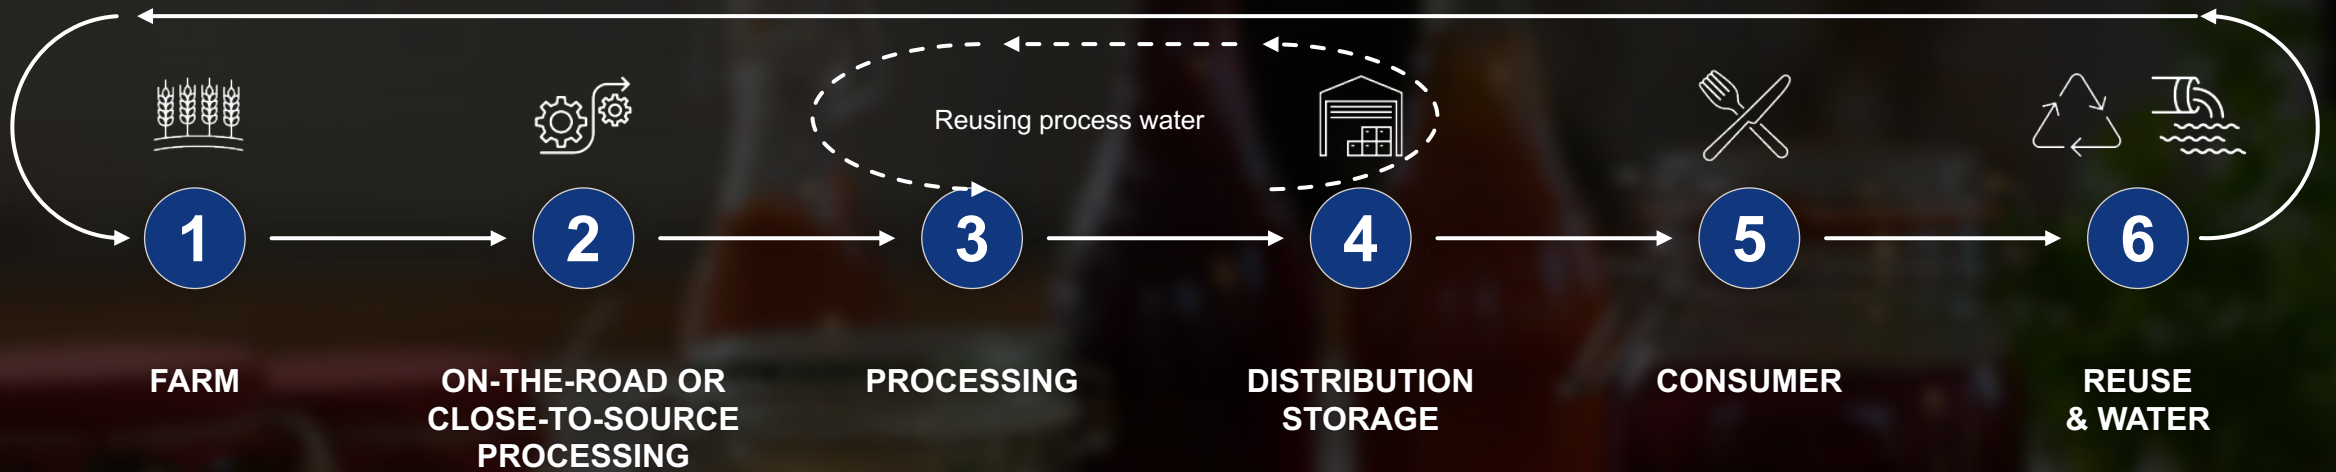 Reusing process water
1
2
3
4
5
6
FARM
ON-THE-ROAD OR
CLOSE-TO-SOURCE
PROCESSING
PROCESSING
DISTRIBUTION
STORAGE
CONSUMER
REUSE
& WATER